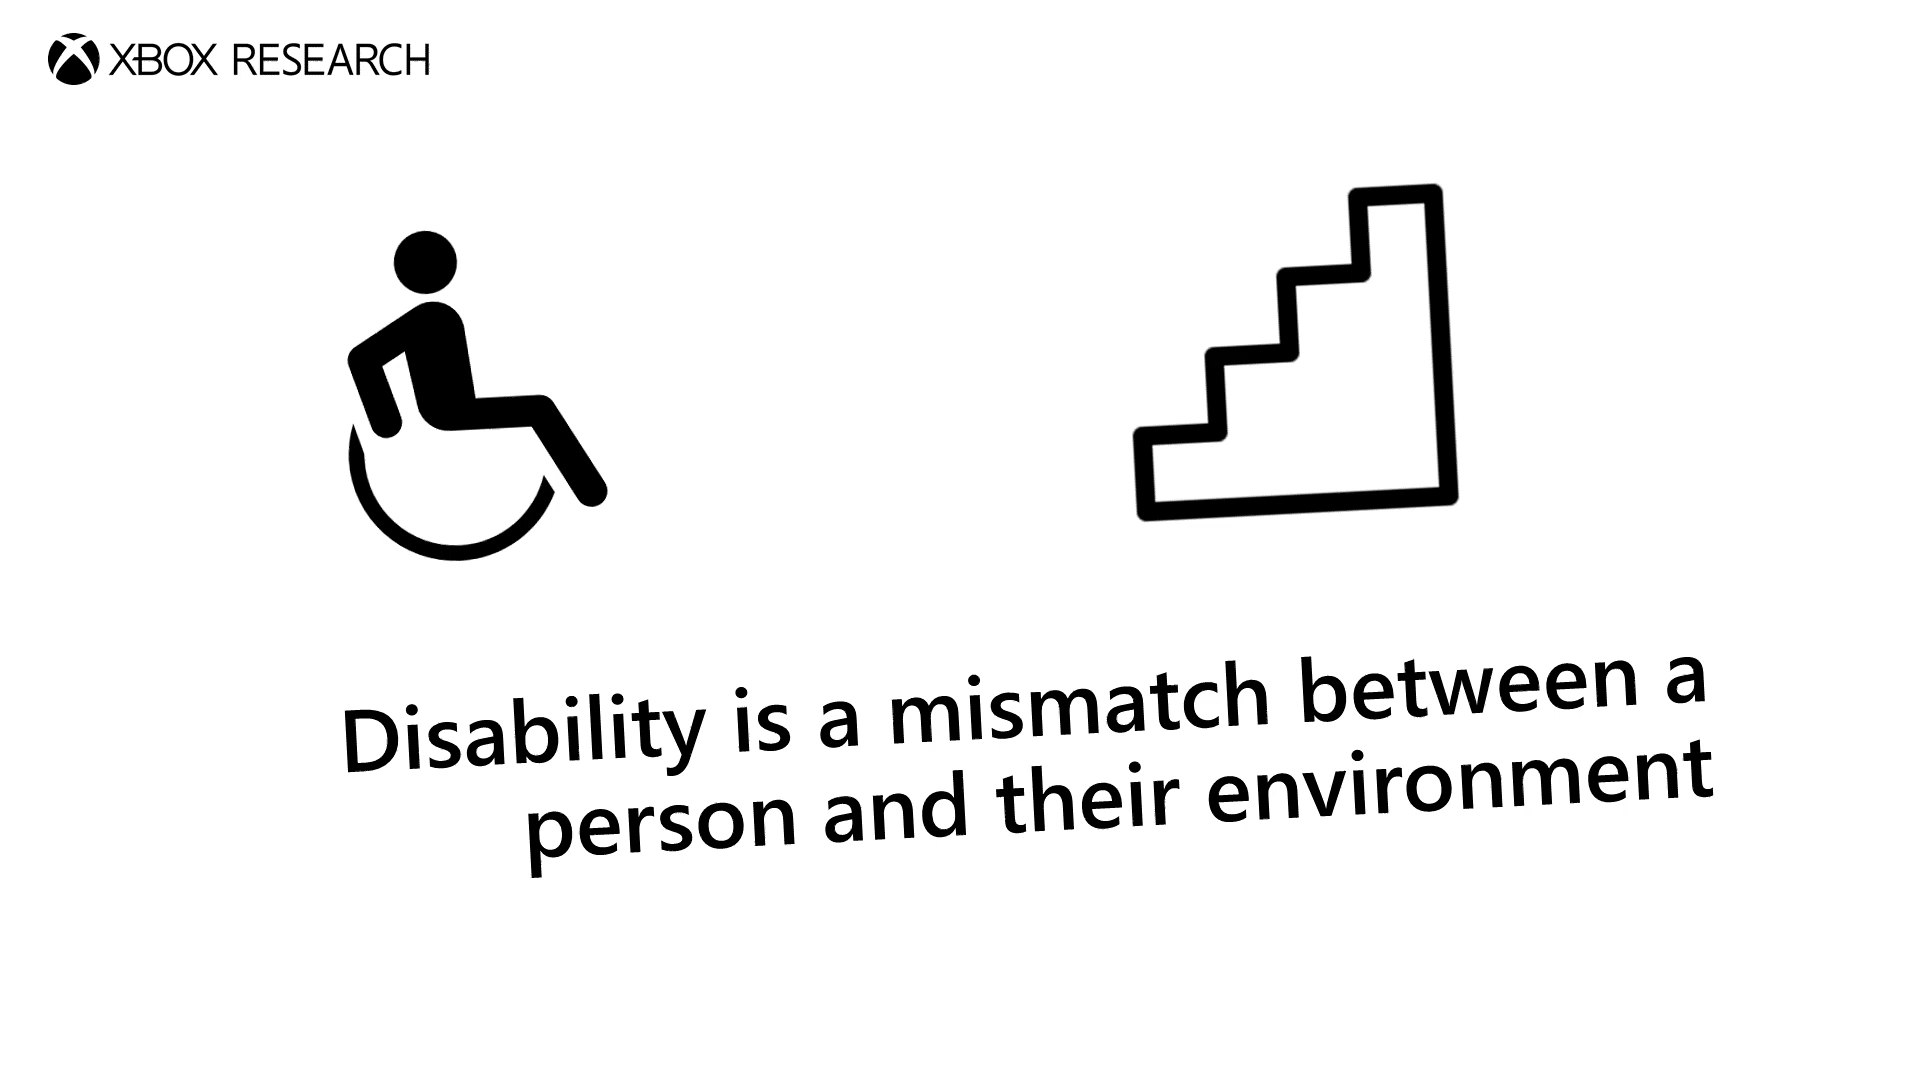 XBOX RESEARCH
Disability is a mismatch between a
person and their environment